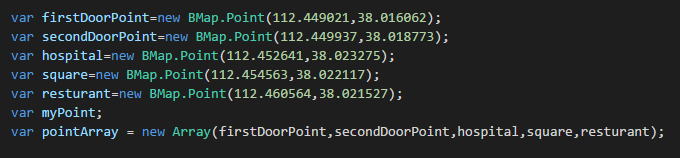 var firstDoorPoint=new BMap.Point(112.449021,38.016062);
var secondDoorPoint=new BMap.Point(112.449937,38.018773);
var hospital=new BMap.Point(112.452641,38.023275);
var square=new BMap.Point(112.454563,38.022117);
var resturant=new BMap.Point(112.460564,38.021527);
var myPoint;
var pointArray = new Array(firstDoorPoint,secondDoorPoint,hospital,square,resturant);